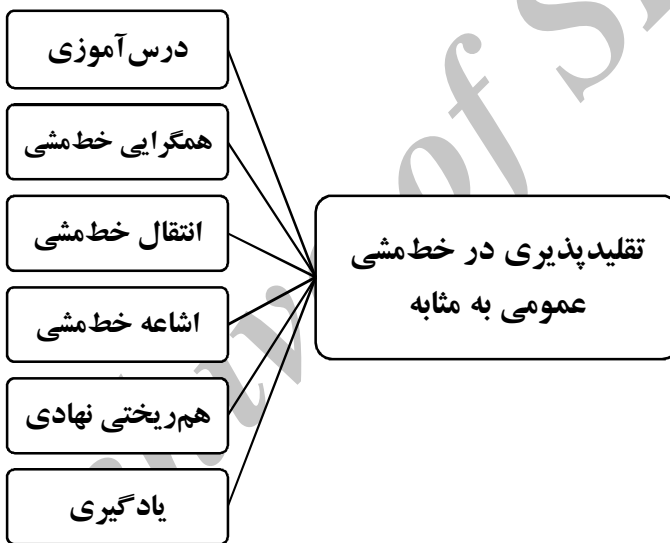 تقلیدپذیری در خط‌مشی
عمومی به مثابه
درس‌آموزی
همگرایی خط‌مشی
انتقال خط‌مشی
اشاعه خط‌مشی
هم‌ریختی نهادی
یادگیری